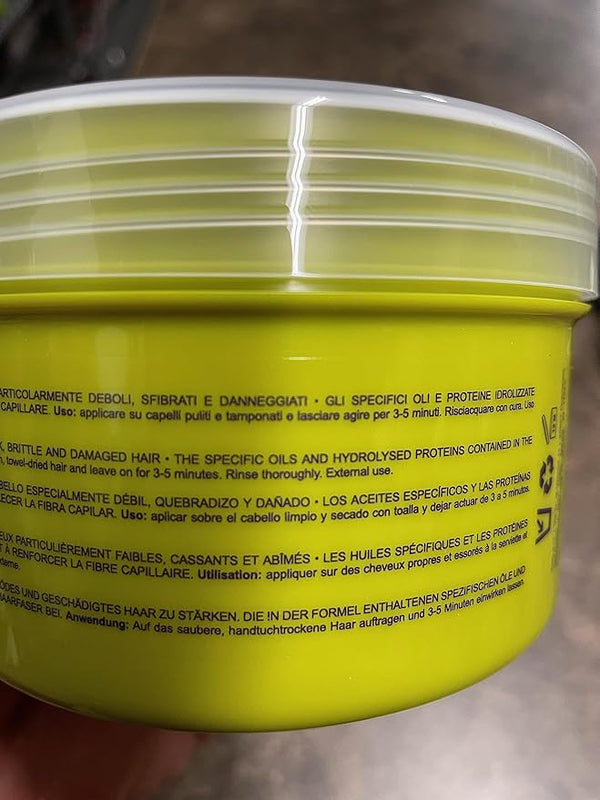 ARTICOLARMENTE DEBOLI, SFIBRATI E DANNEGGIATI • GLI SPECIFICI OLI E PROTEINE IDROLIZZATE
CAPILLARE. Uso: applicare su capelli puliti e tamponati e lasciare agire per 3-5 minuti. Risciacquare con cura. Uso
K, BRITTLE AND DAMAGED HAIR • THE SPECIFIC OILS AND HYDROLYSED PROTEINS CONTAINED IN THE
n, towel-dried hair and leave on for 3-5 minutes. Rinse thoroughly. External use.
BELLO ESPECIALMENTE DÉBIL, QUEBRADIZO Y DAÑADO • LOS ACEITES ESPECÍFICOS Y LAS PROTEÍNAS
ECER LA FIBRA CAPILAR. Uso: aplicar sobre el cabello limpio y secado con toalla y dejar actuar de 3 a 5 minutos.
EUX PARTICULIÈREMENT FAIBLES, CASSANTS ET ABÎMÉS • LES HUILES SPÉCIFIQUES ET LES PROTÉINES
T À RENFORCER LA FIBRE CAPILLAIRE. Utilisation: appliquer sur des cheveux propres et essorés à la serviette et
xterne.
ÖDES UND GESCHÄDIGTES HAAR ZU STÄRKEN. DIE IN DER FORMEL ENTHALTENEN SPEZIFISCHEN ÖLE UND
HAARFASER BEI. Anwendung: Auf das saubere, handtuchtrockene Haar auftragen und 3-5 Minuten einwirken lassen.